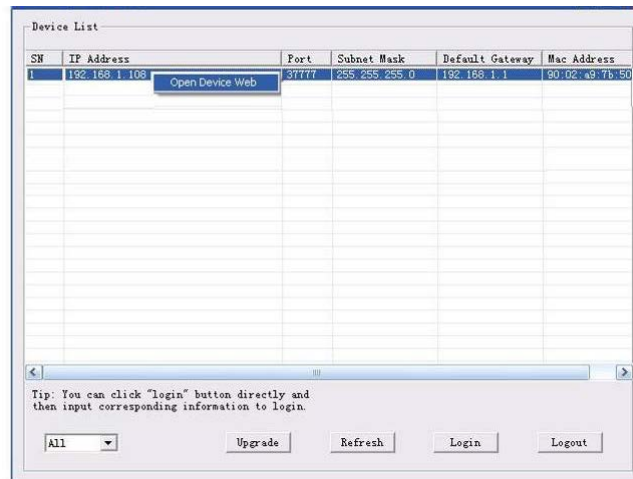 Device List
SN IP Address Port Subnet Mask Default Gateway Mac Address
1 192.168.1.108 37777 255.255.255.0 192.168.1.1 90:02:a9:7b:50
Open Device Web
Tip: You can click "login" button directly and
then input corresponding information to login.
All Upgrade Refresh Login Logout